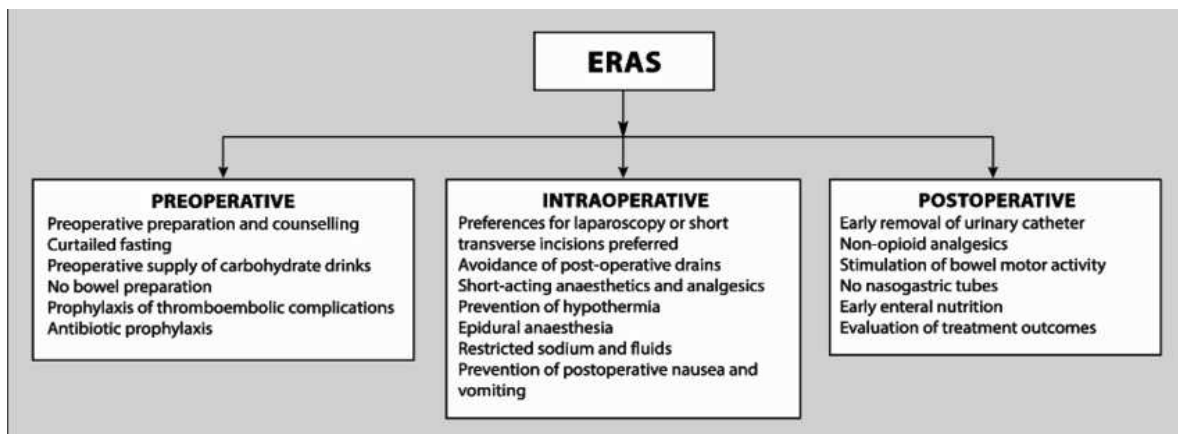 ERAS
PREOPERATIVE
Preoperative preparation and counselling
Curtailed fasting
Preoperative supply of carbohydrate drinks
No bowel preparation
Prophylaxis of thromboembolic complications
Antibiotic prophylaxis
INTRAOPERATIVE
Preferences for laparoscopy or short
transverse incisions preferred
Avoidance of post-operative drains
Short-acting anaesthetics and analgesics
Prevention of hypothermia
Epidural anaesthesia
Restricted sodium and fluids
Prevention of postoperative nausea and
vomiting
POSTOPERATIVE
Early removal of urinary catheter
Non-opioid analgesics
Stimulation of bowel motor activity
No nasogastric tubes
Early enteral nutrition
Evaluation of treatment outcomes